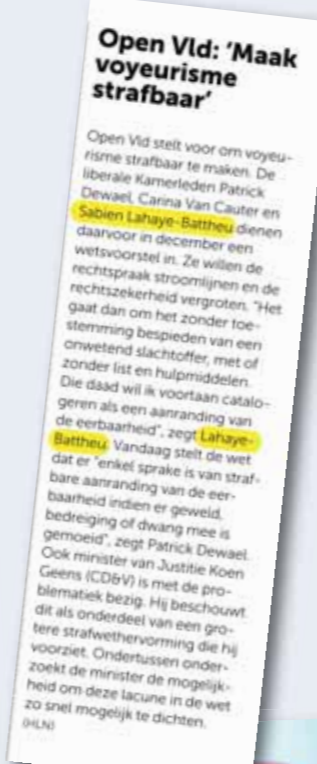 Open Vld: 'Maak
voyeurisme
strafbaar'
Open Vld stelt voor om voyeu-
risme strafbaar te maken. De
liberale Kamerleden Patrick
Dewael, Carina Van Cauter en
Sabien Lahaye-Battheu dienen
daarvoor in december een
wetsvoorstel in. Ze willen de
rechtspraak stroomlijnen en de
rechtszekerheid vergroten. "Het
gaat dan om het zonder toe-
stemming bespieden van een
onwetend slachtoffer, met of
zonder list en hulpmiddelen.
Die daad wil ik voortaan catalo-
geren als een aanranding van
de eerbaarheid", zegt Lahaye-
Battheu. Vandaag stelt de wet
dat er "enkel sprake is van straf-
bare aanranding van de eer-
baarheid indien er geweld,
bedreiging of dwang mee is
gemoeid", zegt Patrick Dewael.
Ook minister van Justitie Koen
Geens (CD&V) is met de pro-
blematiek bezig. Hij beschouwt
dit als onderdeel van een gro-
tere strafwethervorming die hij
voorziet. Ondertussen onder-
zoekt de minister de mogelijk-
heid om deze lacune in de wet
zo snel mogelijk te dichten.
(HLN)